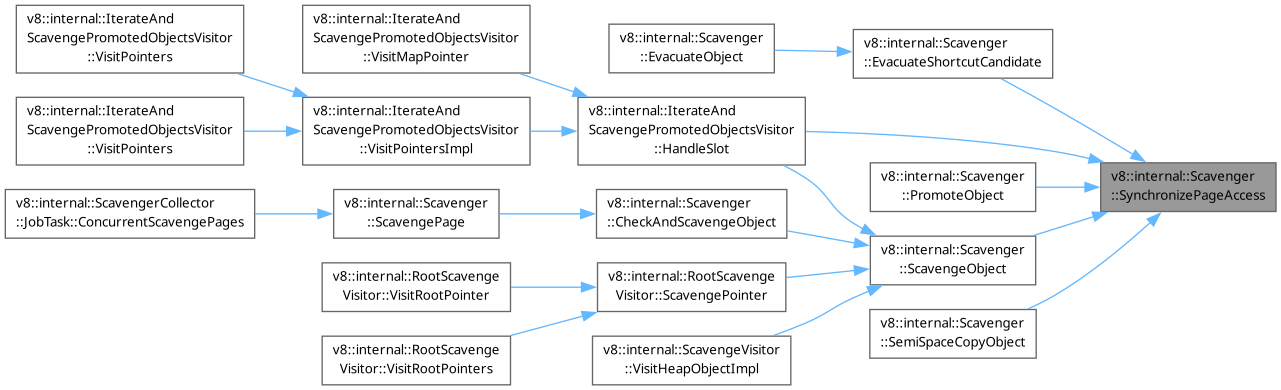 v8::internal::IterateAnd
ScavengePromotedObjectsVisitor
::VisitPointers
v8::internal::IterateAnd
ScavengePromotedObjectsVisitor
::VisitMapPointer
v8::internal::Scavenger
::EvacuateObject
v8::internal::Scavenger
::EvacuateShortcutCandidate
v8::internal::IterateAnd
ScavengePromotedObjectsVisitor
::VisitPointers
v8::internal::IterateAnd
ScavengePromotedObjectsVisitor
::VisitPointersImpl
v8::internal::IterateAnd
ScavengePromotedObjectsVisitor
::HandleSlot
v8::internal::Scavenger
::PromoteObject
v8::internal::Scavenger
::SynchronizePageAccess
v8::internal::ScavengerCollector
::JobTask::ConcurrentScavengePages
v8::internal::Scavenger
::ScavengePage
v8::internal::Scavenger
::CheckAndScavengeObject
v8::internal::Scavenger
::ScavengeObject
v8::internal::RootScavenge
Visitor::VisitRootPointer
v8::internal::RootScavenge
Visitor::ScavengePointer
v8::internal::Scavenger
::SemiSpaceCopyObject
v8::internal::RootScavenge
Visitor::VisitRootPointers
v8::internal::ScavengeVisitor
::VisitHeapObjectImpl